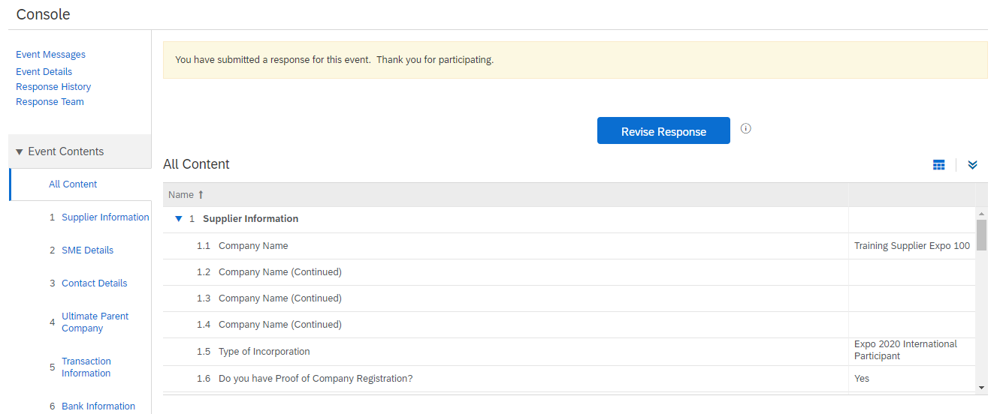 Console
Event Messages
Event Details
Response History
Response Team
Event Contents
All Content
1 Supplier Information
2 SME Details
3 Contact Details
4 Ultimate Parent
Company
5 Transaction
Information
6 Bank Information
You have submitted a response for this event. Thank you for participating.
Revise Response
All Content
Name ↑
1 Supplier Information
1.1 Company Name Training Supplier Expo 100
1.2 Company Name (Continued)
1.3 Company Name (Continued)
1.4 Company Name (Continued)
1.5 Type of Incorporation Expo 2020 International
Participant
1.6 Do you have Proof of Company Registration? Yes